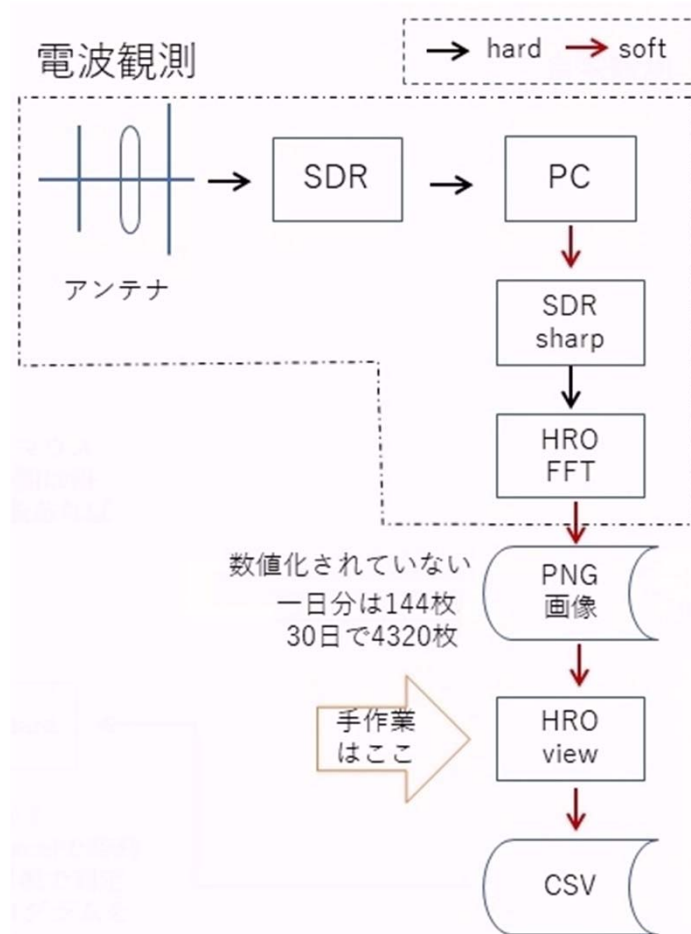 電波観測
hard
soft
SDR
PC
アンテナ
SDR
sharp
HRO
FFT
数値化されていない
一日分は144枚
30日で4320枚
PNG
画像
手作業
はここ
HRO
view
CSV